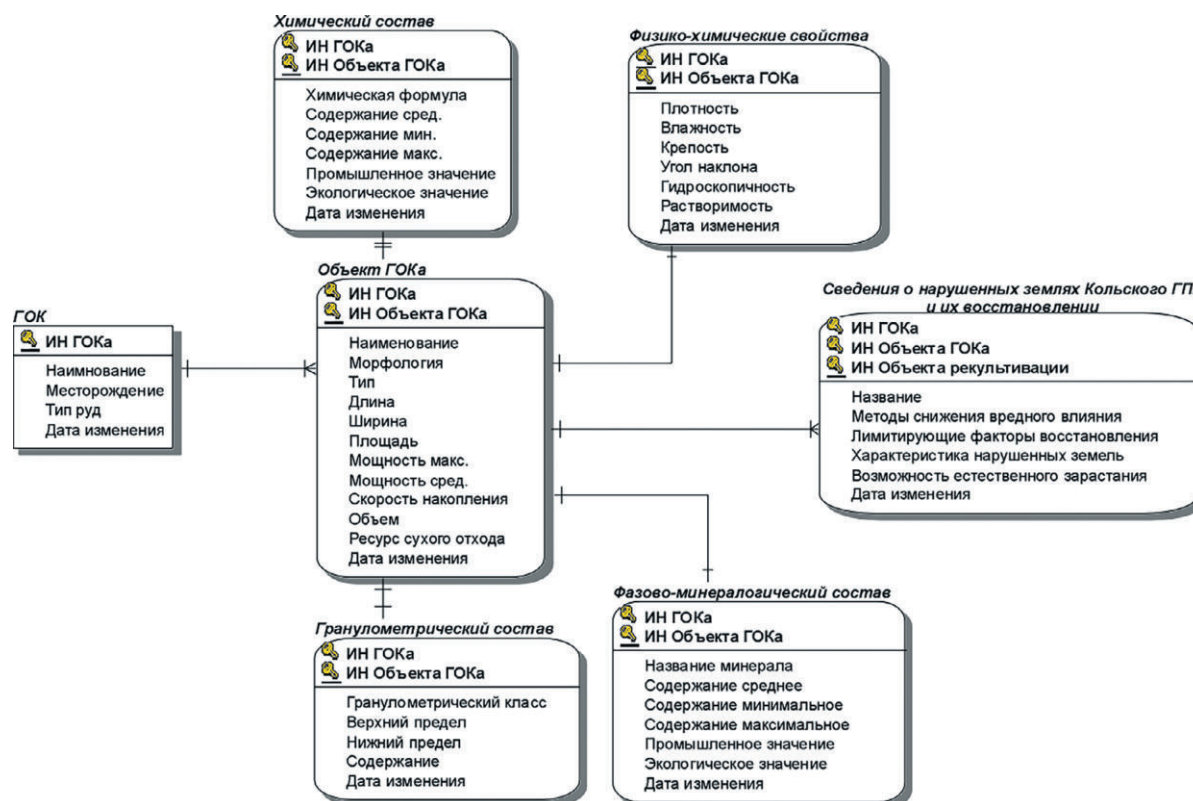 Химический состав
ИН ГОКа
ИН Объекта ГОКа
Химическая формула
Содержание сред.
Содержание мин.
Содержание макс.
Промышленное значение
Экологическое значение
Дата изменения
Физико-химические свойства
ИН ГОКа
ИН Объекта ГОКа
Плотность
Влажность
Крепость
Угол наклона
Гидроскопичность
Растворимость
Дата изменения
ГОК
ИН ГОКа
Наимнование
Месторождение
Тип руд
Дата изменения
Объект ГОКа
ИН ГОКа
ИН Объекта ГОКа
Наименование
Морфология
Тип
Длина
Ширина
Площадь
Мощность макс.
Мощность сред.
Скорость накопления
Объем
Ресурс сухого отхода
Дата изменения
Сведения о нарушенных землях Кольского ГП
и их восстановлении
ИН ГОКа
ИН Объекта ГОКа
ИН Объекта рекультивации
Название
Методы снижения вредного влияния
Лимитирующие факторы восстановления
Характеристика нарушенных земель
Возможность естественного зарастания
Дата изменения
Гранулометрический состав
ИН ГОКа
ИН Объекта ГОКа
Гранулометрический класс
Верхний предел
Нижний предел
Содержание
Дата изменения
Фазово-минералогический состав
ИН ГОКа
ИН Объекта ГОКа
Название минерала
Содержание среднее
Содержание минимальное
Содержание максимальное
Промышленное значение
Экологическое значение
Дата изменения